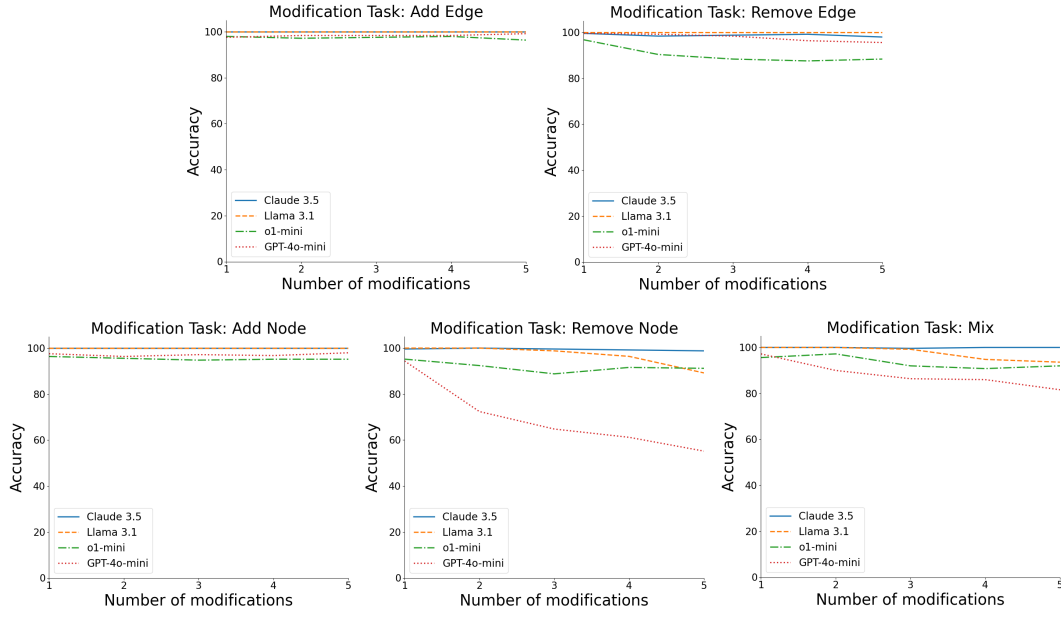 Modification Task: Add Edge
Accuracy
100
80
60
40
20
0
Claude 3.5
Llama 3.1
o1-mini
GPT-4o-mini
1 2 3 4 5
Number of modifications
Modification Task: Remove Edge
Accuracy
100
80
60
40
20
0
Claude 3.5
Llama 3.1
o1-mini
GPT-4o-mini
1 2 3 4 5
Number of modifications
Modification Task: Add Node
Accuracy
100
80
60
40
20
0
Claude 3.5
Llama 3.1
o1-mini
GPT-4o-mini
1 2 3 4 5
Number of modifications
Modification Task: Remove Node
Accuracy
100
80
60
40
20
0
Claude 3.5
Llama 3.1
o1-mini
GPT-4o-mini
1 2 3 4 5
Number of modifications
Modification Task: Mix
Accuracy
100
80
60
40
20
0
Claude 3.5
Llama 3.1
o1-mini
GPT-4o-mini
1 2 3 4 5
Number of modifications